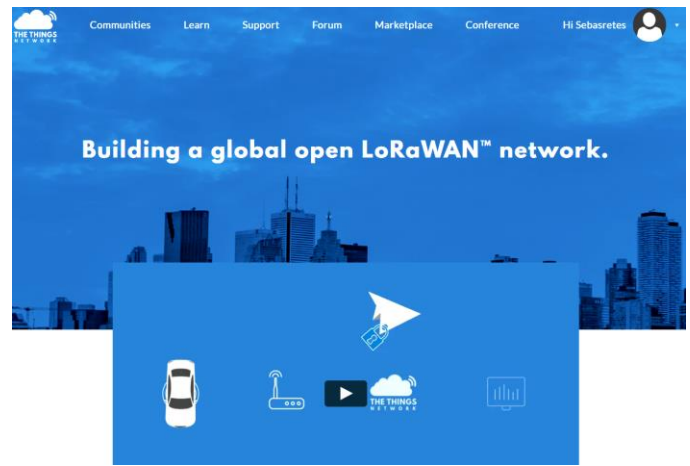 THE THINGS
NETWORK
Communities Learn Support Forum Marketplace Conference Hi Sebasretes
Building a global open LoRaWAN™ network.
THE THINGS
NETWORK